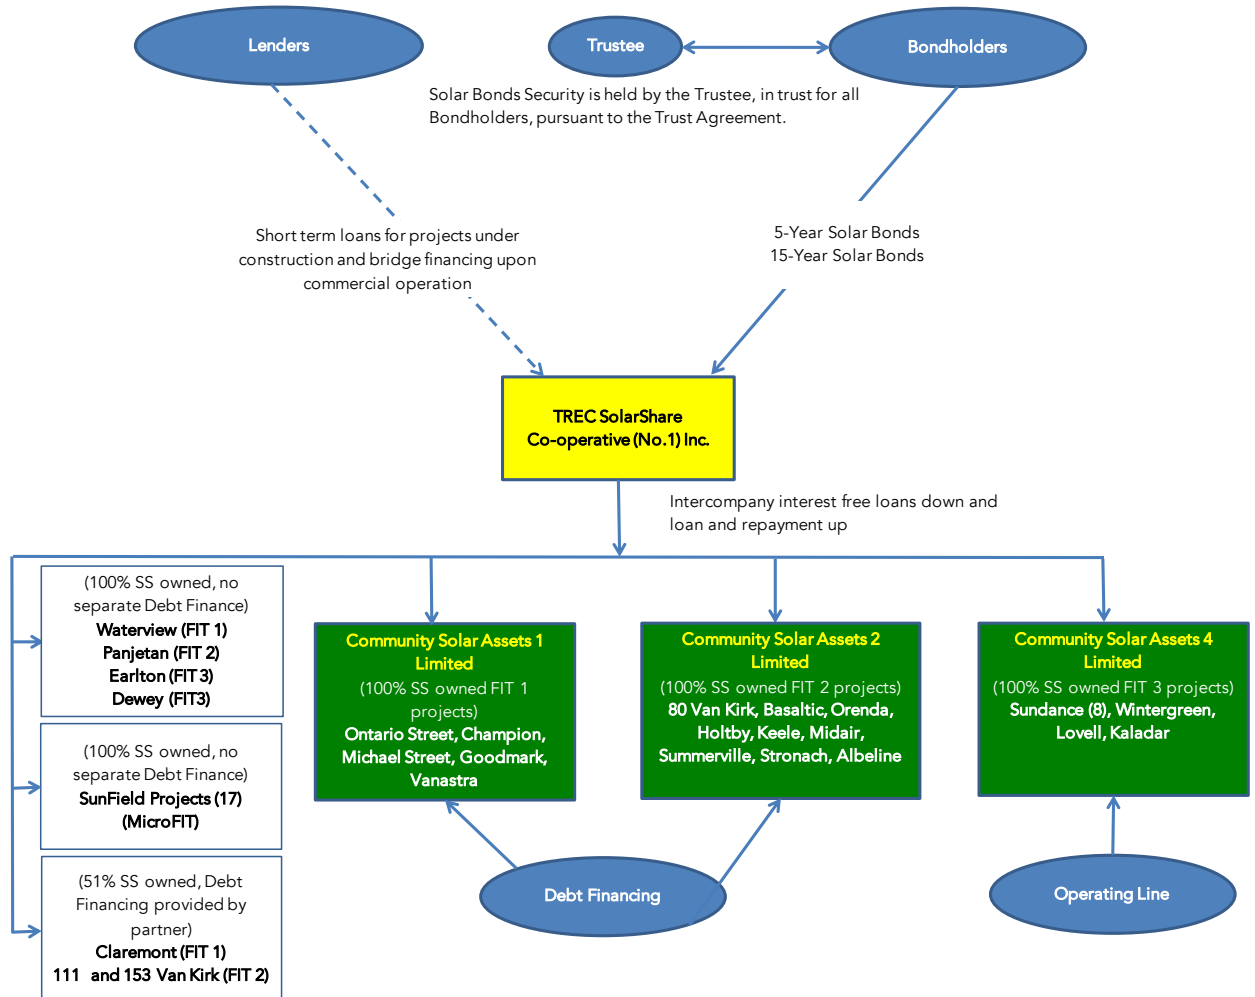 Lenders
Trustee
Bondholders
Solar Bonds Security is held by the Trustee, in trust for all
Bondholders, pursuant to the Trust Agreement.
Short term loans for projects under
construction and bridge financing upon
commercial operation
5-Year Solar Bonds
15-Year Solar Bonds
TREC SolarShare
Co-operative (No.1) Inc.
Intercompany interest free loans down and
loan and repayment up
(100% SS owned, no
separate Debt Finance)
Waterview (FIT 1)
Panjetan (FIT 2)
Earlton (FIT 3)
Dewey (FIT3)
(100% SS owned, no
separate Debt Finance)
SunField Projects (17)
(MicroFIT)
(51% SS owned, Debt
Financing provided by
partner)
Claremont (FIT 1)
111 and 153 Van Kirk (FIT 2)
Community Solar Assets 1
Limited
(100% SS owned FIT 1
projects)
Ontario Street, Champion,
Michael Street, Goodmark,
Vanastra
Community Solar Assets 2
Limited
(100% SS owned FIT 2 projects)
80 Van Kirk, Basaltic, Orenda,
Holtby, Keele, Midair,
Summerville, Stronach, Albeline
Community Solar Assets 4
Limited
(100% SS owned FIT 3 projects)
Sundance (8), Wintergreen,
Lovell, Kaladar
Debt Financing
Operating Line